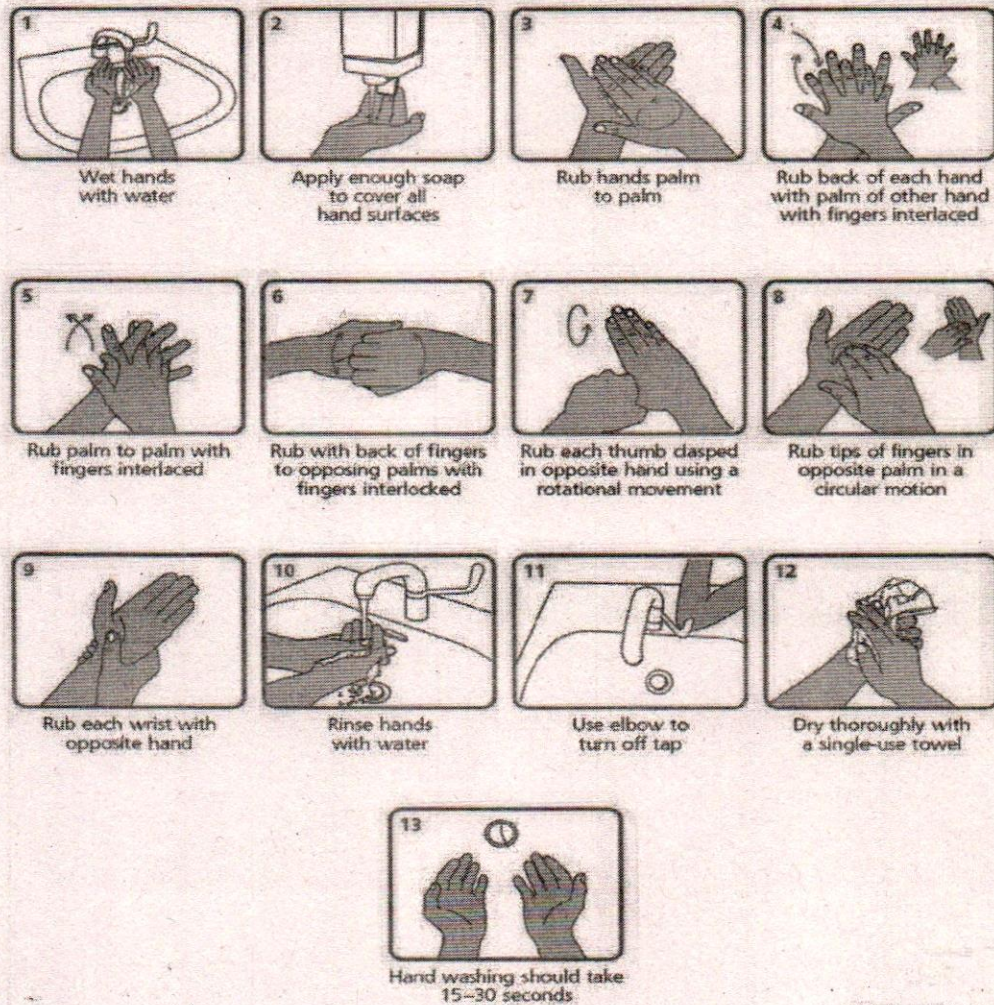 1
Wet hands
with water
2
Apply enough soap
to cover all
hand surfaces
3
Rub hands palm
to palm
4
Rub back of each hand
with palm of other hand
with fingers interlaced
5
Rub palm to palm with
fingers interlaced
6
Rub with back of fingers
to opposing palms with
fingers interlocked
7
Rub each thumb clasped
in opposite hand using a
rotational movement
8
Rub tips of fingers in
opposite palm in a
circular motion
9
Rub each wrist with
opposite hand
10
Rinse hands
with water
11
Use elbow to
turn off tap
12
Dry thoroughly with
a single-use towel
13
Hand washing should take
15–30 seconds